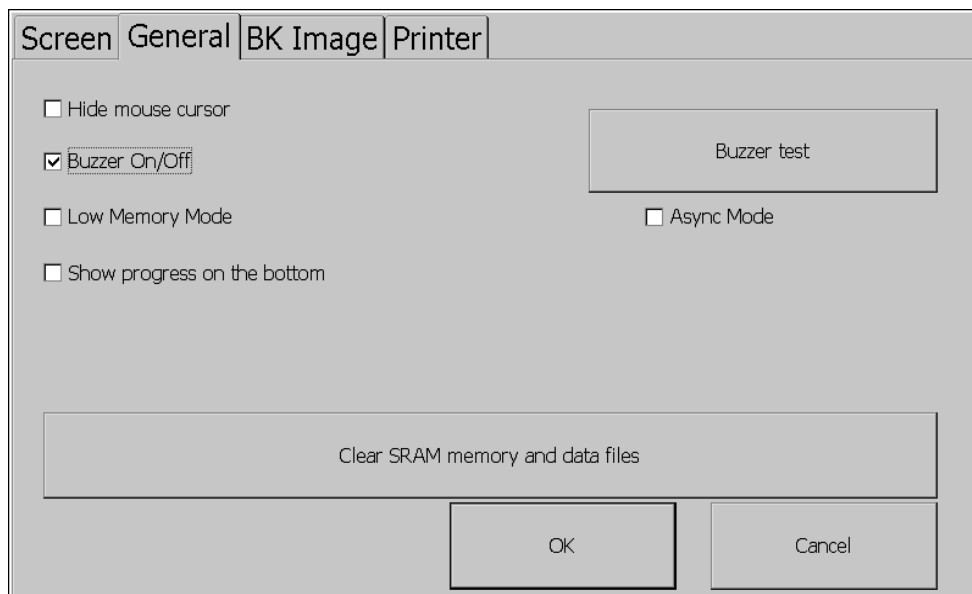 Screen General BK Image Printer
Hide mouse cursor
Buzzer On/Off
Buzzer test
Low Memory Mode
Async Mode
Show progress on the bottom
Clear SRAM memory and data files
OK
Cancel